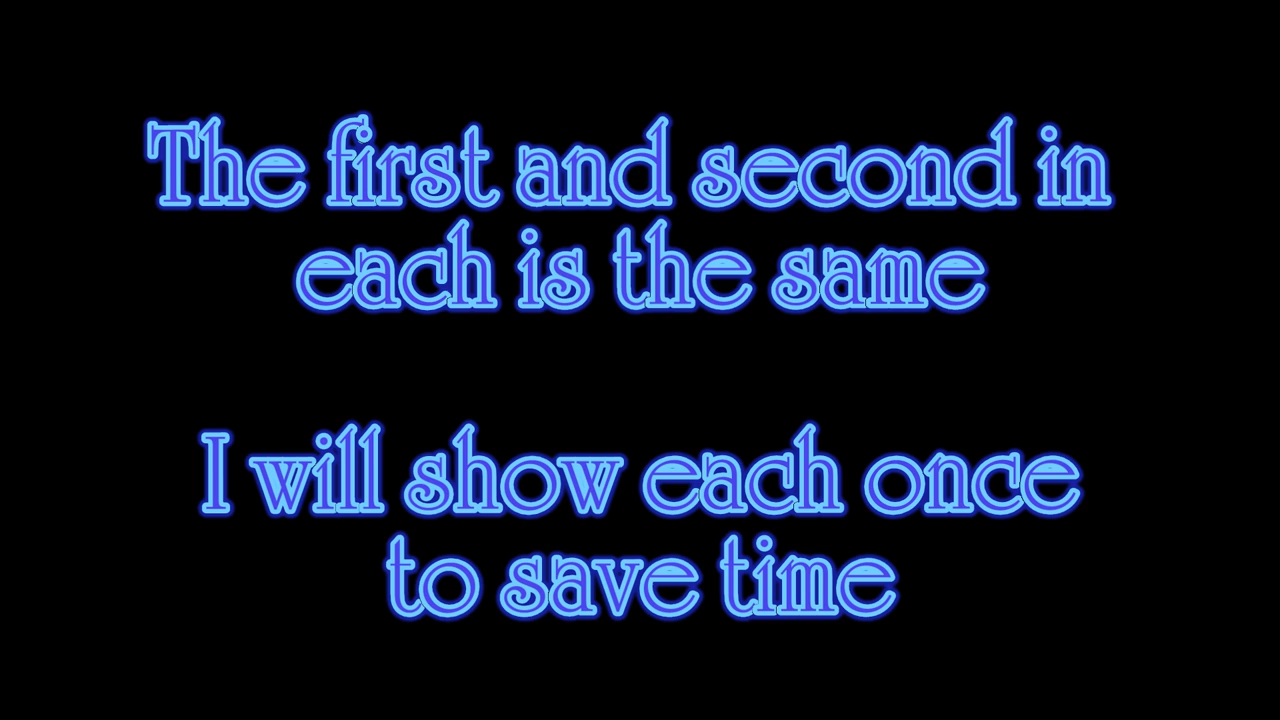 The first and second in
each is the same
I will show each once
to save time